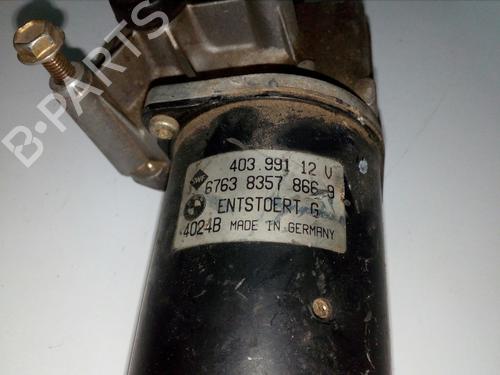 B-PARTS
403.991 12 V
6763 8357 866 9
ENTSTOERT G
4024B MADE IN GERMANY